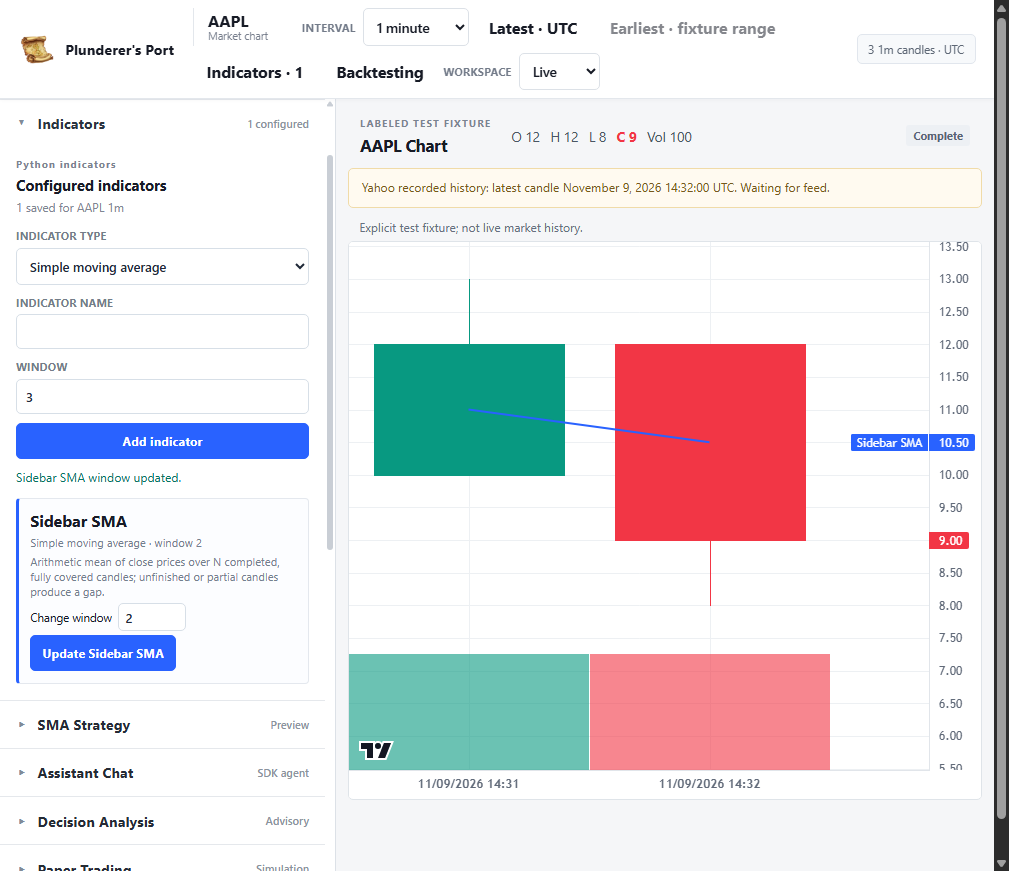 Plunderer's Port
AAPL
Market chart
INTERVAL
1 minute
Latest · UTC
Earliest · fixture range
Indicators · 1
Backtesting
WORKSPACE
Live
3 1m candles · UTC
Indicators
1 configured
Python indicators
Configured indicators
1 saved for AAPL 1m
INDICATOR TYPE
Simple moving average
INDICATOR NAME
WINDOW
3
Add indicator
Sidebar SMA window updated.
Sidebar SMA
Simple moving average · window 2
Arithmetic mean of close prices over N completed,
fully covered candles; unfinished or partial candles
produce a gap.
Change window
2
Update Sidebar SMA
SMA Strategy
Preview
Assistant Chat
SDK agent
Decision Analysis
Advisory
Paper Trading
Simulation
LABELED TEST FIXTURE
AAPL Chart
O 12 H 12 L 8 C 9 Vol 100
Complete
Yahoo recorded history: latest candle November 9, 2026 14:32:00 UTC. Waiting for feed.
Explicit test fixture; not live market history.
13.50
13.00
12.50
12.00
11.50
11.00
Sidebar SMA 10.50
10.00
9.50
9.00
8.50
8.00
7.50
7.00
6.50
6.00
5.50
11/09/2026 14:31
11/09/2026 14:32